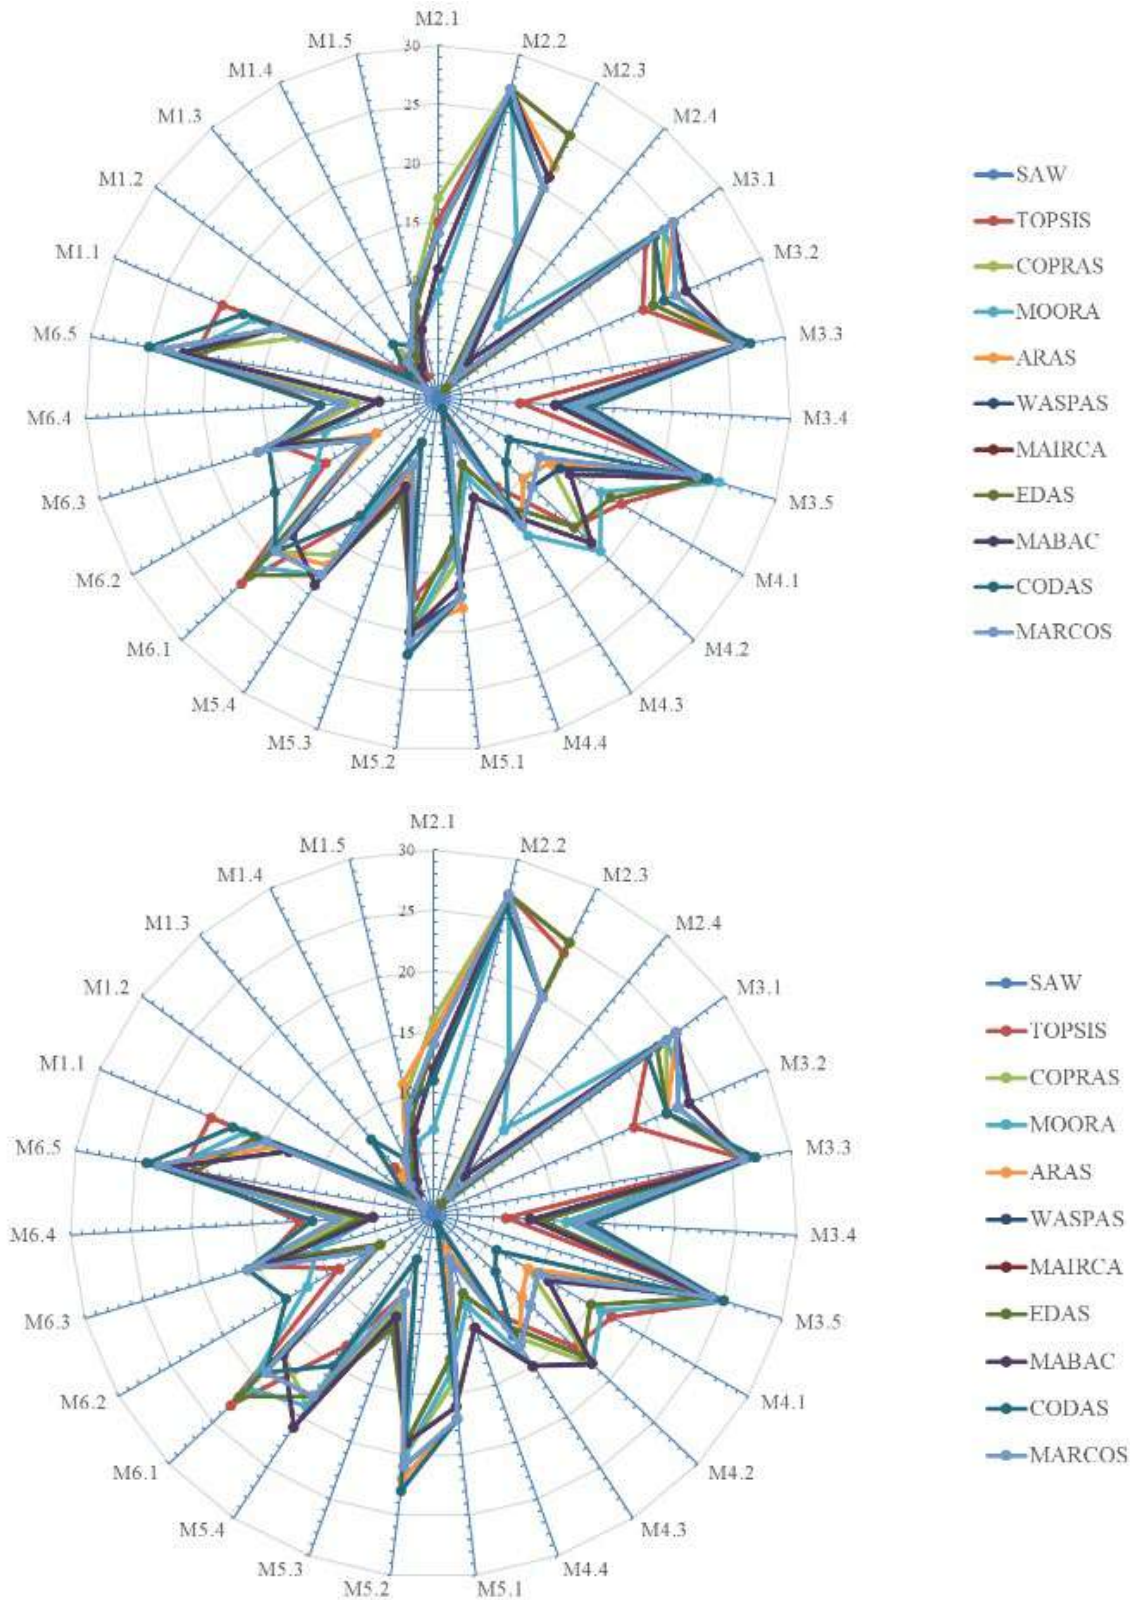 M2.1
M2.2
M2.3
M2.4
M3.1
M3.2
M3.3
M3.4
M3.5
M4.1
M4.2
M4.3
M4.4
M5.1
M5.2
M5.3
M5.4
M6.1
M6.2
M6.3
M6.4
M6.5
M1.1
M1.2
M1.3
M1.4
M1.5
30
25
20
15
SAW
TOPSIS
COPRAS
MOORA
ARAS
WASPAS
MAIRCA
EDAS
MABAC
CODAS
MARCOS
M2.1
M2.2
M2.3
M2.4
M3.1
M3.2
M3.3
M3.4
M3.5
M4.1
M4.2
M4.3
M4.4
M5.1
M5.2
M5.3
M5.4
M6.1
M6.2
M6.3
M6.4
M6.5
M1.1
M1.2
M1.3
M1.4
M1.5
30
25
20
15
SAW
TOPSIS
COPRAS
MOORA
ARAS
WASPAS
MAIRCA
EDAS
MABAC
CODAS
MARCOS